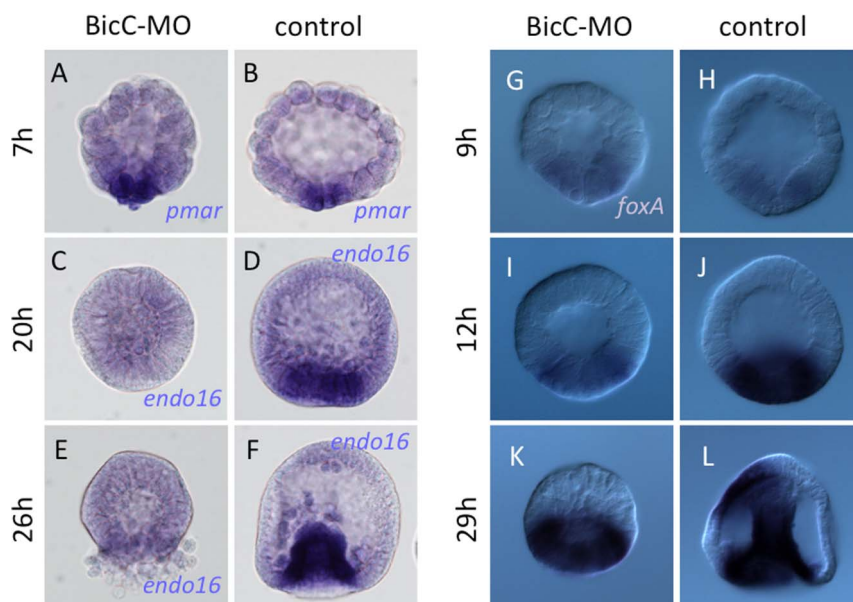 BicC-MO control BicC-MO control
7h A pmar B pmar 9h G foxA H
20h C endo16 D endo16 12h I J
26h E endo16 F endo16 29h K L